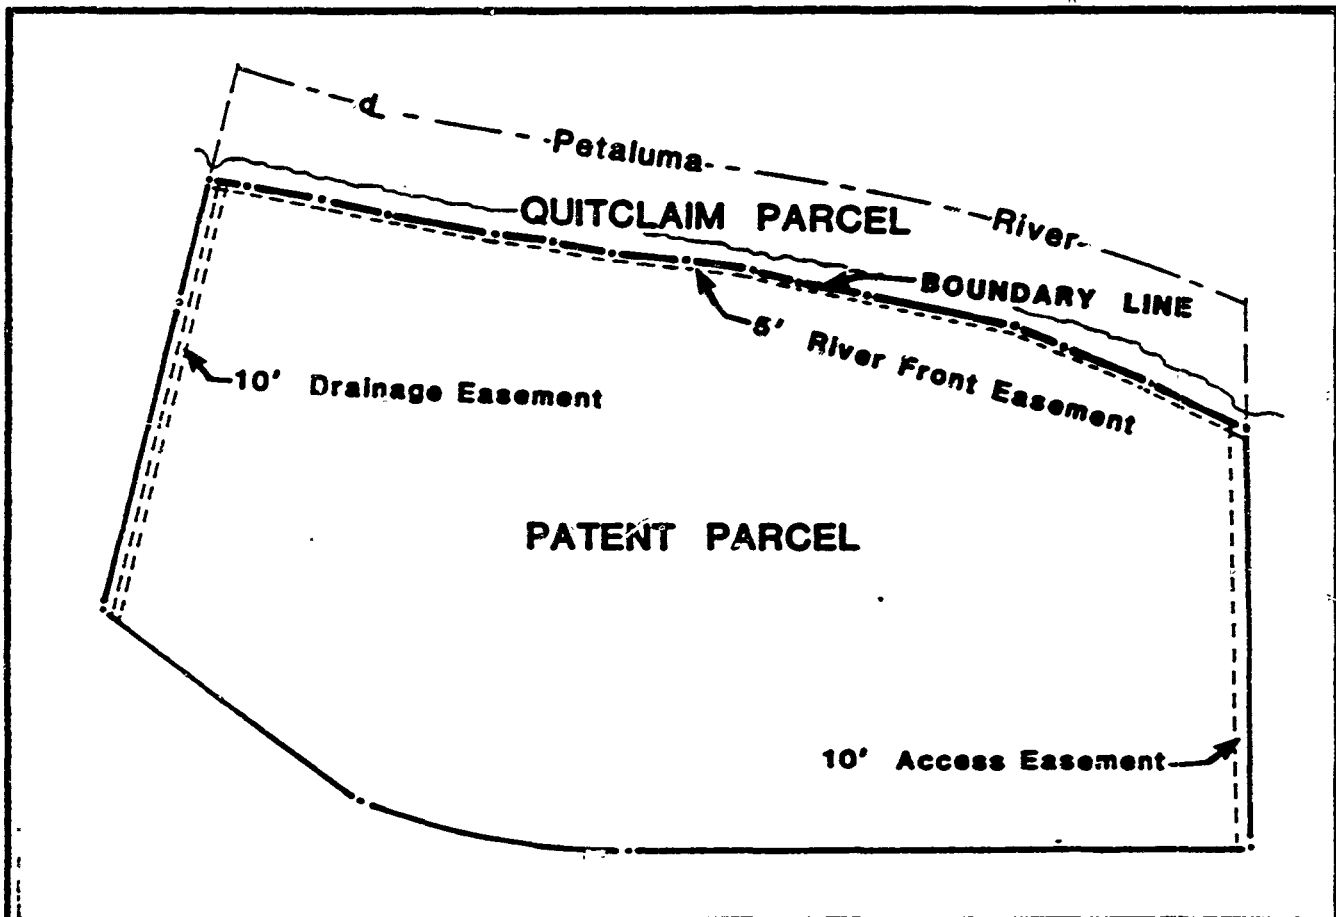 Petaluma
River
QUITCLAIM PARCEL
BOUNDARY LINE
5' River Front Easement
10' Drainage Easement
PATENT PARCEL
10' Access Easement